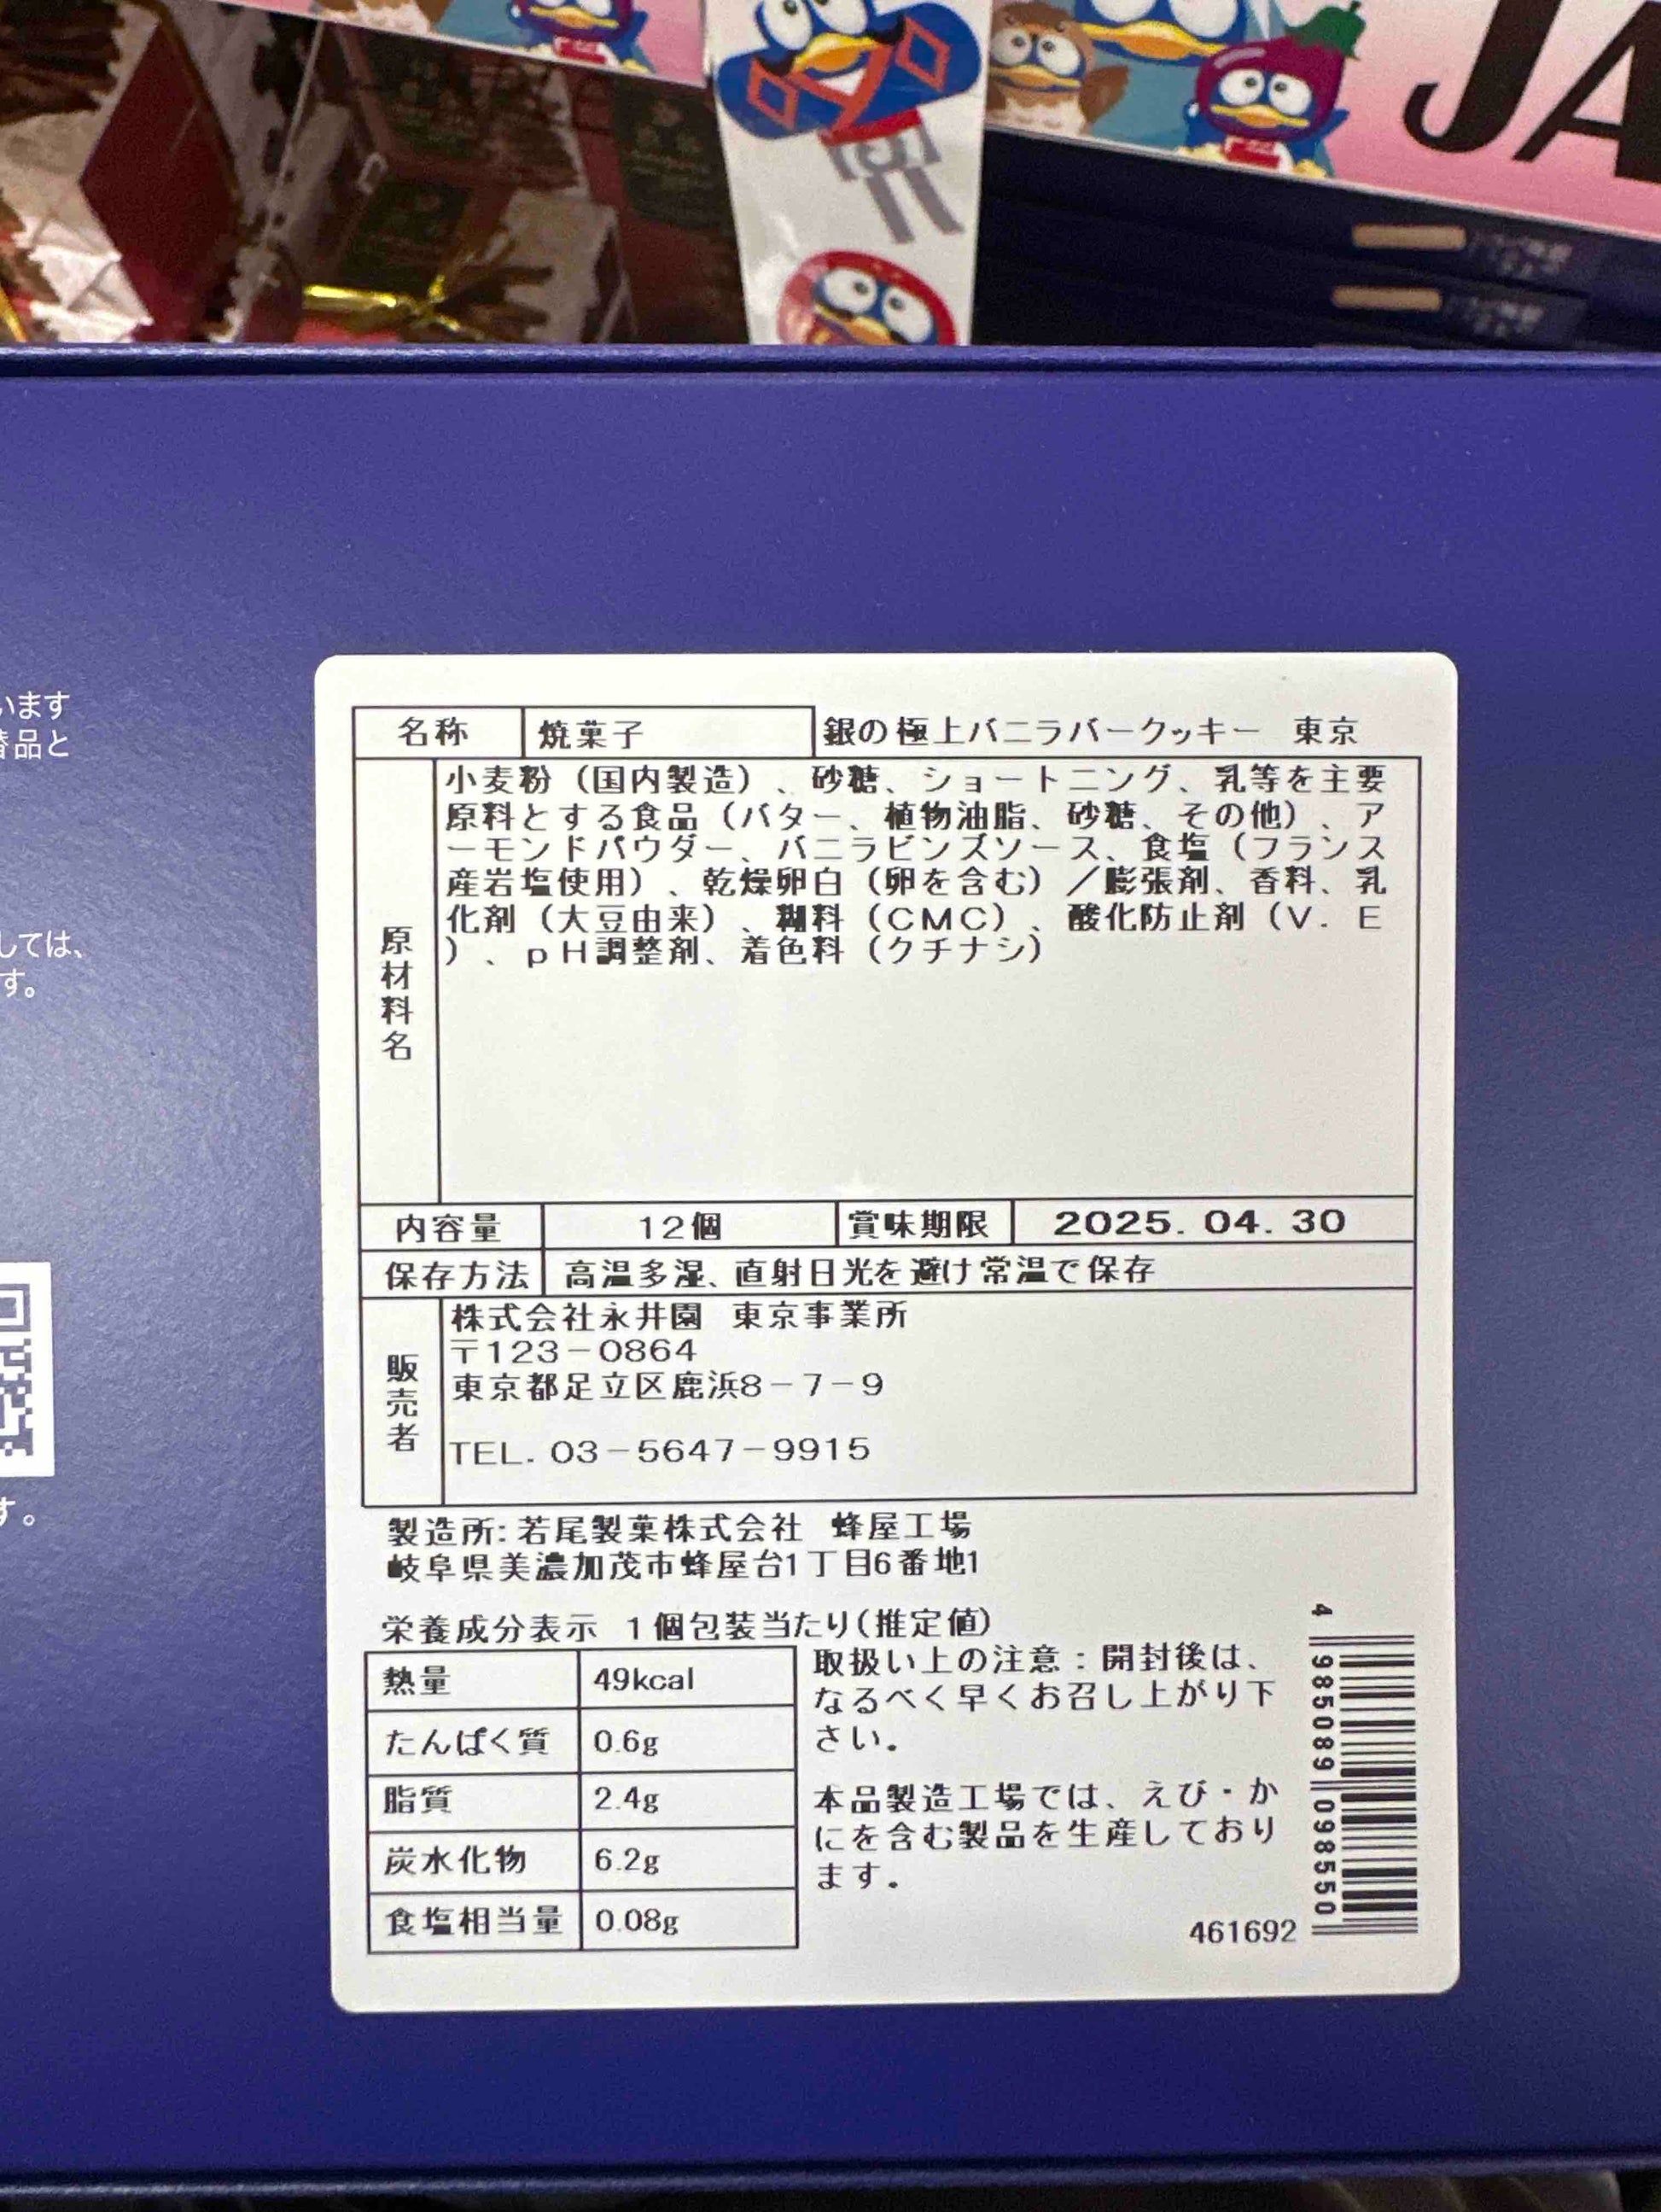 JA
います
替品と
しては、
す。
す。
名称 焼菓子 銀の極上バニラバークッキー 東京
原材料名
小麦粉（国内製造）、砂糖、ショートニング、乳等を主要
原料とする食品（バター、植物油脂、砂糖、その他）、ア
ーモンドパウダー、バニラビンズソース、食塩（フランス
産岩塩使用）、乾燥卵白（卵を含む）／膨張剤、香料、乳
化剤（大豆由来）、糊料（CMC）、酸化防止剤（V．E
）、pH調整剤、着色料（クチナシ）
内容量 12個 賞味期限 2025.04.30
保存方法 高温多湿、直射日光を避け常温で保存
販売者
株式会社永井園 東京事業所
〒123－0864
東京都足立区鹿浜8－7－9
TEL. 03－5647－9915
製造所:若尾製菓株式会社 蜂屋工場
岐阜県美濃加茂市蜂屋台1丁目6番地1
栄養成分表示 1個包装当たり(推定値)
熱量 49kcal
たんぱく質 0.6g
脂質 2.4g
炭水化物 6.2g
食塩相当量 0.08g
取扱い上の注意：開封後は、
なるべく早くお召し上がり下
さい。
本品製造工場では、えび・か
にを含む製品を生産しており
ます。
461692
4 985089 098550